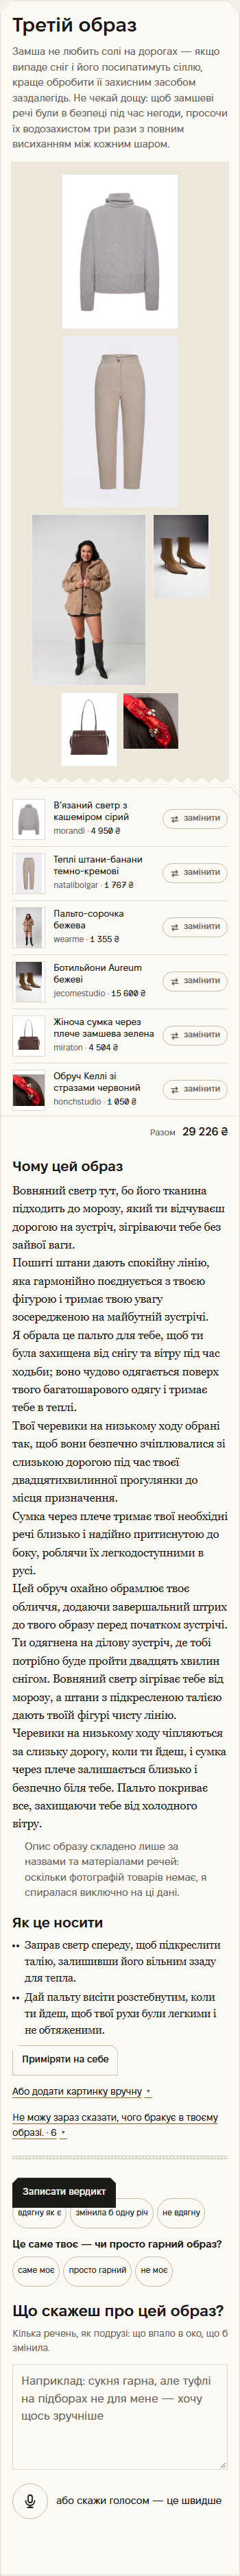 Третій образ
Замша не любить солі на дорогах — якщо
випаде сніг і його посипатимуть сіллю,
краще обробити її захисним засобом
заздалегідь. Не чекай дощу: щоб замшеві
речі були в безпеці під час негоди, просочи
їх водозахистом три рази з повним
висиханням між кожним шаром.
В'язаний светр з
кашеміром сірий
morandi · 4 950 ₴
замінити
Теплі штани-банани
темно-кремові
natalibolgar · 1 767 ₴
замінити
Пальто-сорочка
бежева
wearme · 1 355 ₴
замінити
Ботильйони Aureum
бежеві
jecomestudio · 15 600 ₴
замінити
Жіноча сумка через
плече замшева зелена
miraton · 4 504 ₴
замінити
Обруч Келлі зі
стразами червоний
honchstudio · 1 050 ₴
замінити
Разом 29 226 ₴
Чому цей образ
Вовняний светр тут, бо його тканина
підходить до морозу, який ти відчуваєш
дорогою на зустріч, зігріваючи тебе без
зайвої ваги.
Пошиті штани дають спокійну лінію,
яка гармонійно поєднується з твоєю
фігурою і тримає твою увагу
зосередженою на майбутній зустрічі.
Я обрала це пальто для тебе, щоб ти
була захищена від снігу та вітру під час
ходьби; воно чудово одягається поверх
твого багатошарового одягу і тримає
тебе в теплі.
Твої черевики на низькому ходу обрані
так, щоб вони безпечно зчіплювалися зі
слизькою дорогою під час твоєї
двадцятихвилинної прогулянки до
місця призначення.
Сумка через плече тримає твої необхідні
речі близько і надійно притиснутою до
боку, роблячи їх легкодоступними в
русі.
Цей обруч охайно обрамлює твоє
обличчя, додаючи завершальний штрих
до твого образу перед початком зустрічі.
Ти одягнена на ділову зустріч, де тобі
потрібно буде пройти двадцять хвилин
снігом. Вовняний светр зігріває тебе від
морозу, а штани з підкресленою талією
дають твоїй фігурі чисту лінію.
Черевики на низькому ходу чіпляються
за слизьку дорогу, коли ти йдеш, і сумка
через плече залишається близько і
безпечно біля тебе. Пальто покриває
все, захищаючи тебе від холодного
вітру.
Опис образу складено лише за
назвами та матеріалами речей:
оскільки фотографій товарів немає, я
спиралася виключно на ці дані.
Як це носити
Заправ светр спереду, щоб підкреслити
талію, залишивши його вільним ззаду
для тепла.
Дай пальту висіти розстебнутим, коли
ти йдеш, щоб твої рухи були легкими і
не обтяженими.
Приміряти на себе
Або додати картинку вручну
Не можу зараз сказати, чого бракує в твоєму
образі. · 6
Записати вердикт
вдягну як є
змінила б одну річ
не вдягну
Це саме твоє — чи просто гарний образ?
саме моє
просто гарний
не моє
Що скажеш про цей образ?
Кілька речень, як подрузі: що впало в око, що б
змінила.
Наприклад: сукня гарна, але туфлі
на підборах не для мене — хочу
щось зручніше
або скажи голосом — це швидше